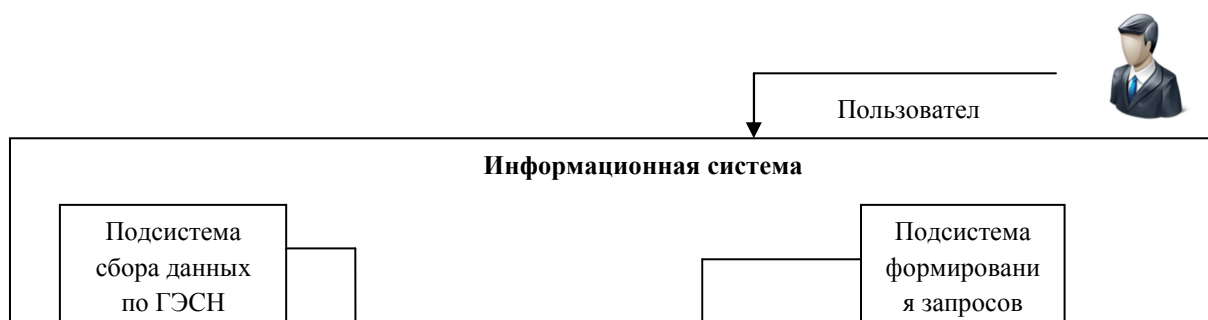 Пользовател
Информационная система
Подсистема
сбора данных
по ГЭСН
Подсистема
формировани
я запросов